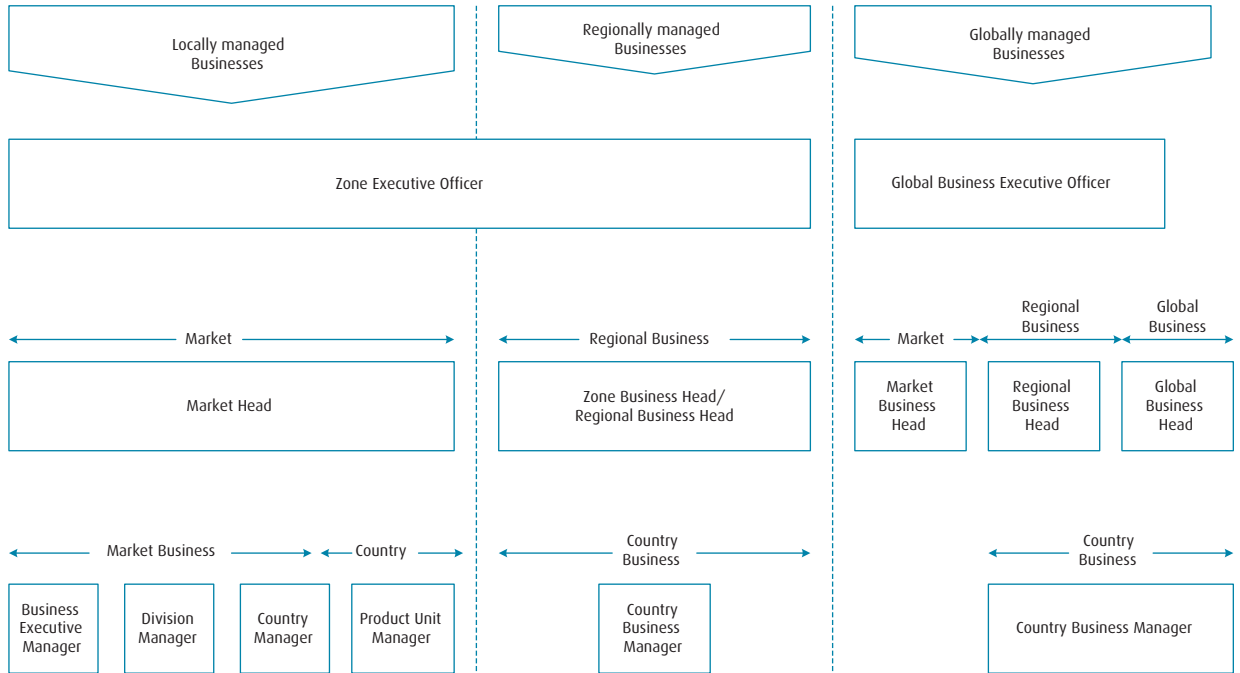 Locally managed
Businesses
Regionally managed
Businesses
Globally managed
Businesses
Zone Executive Officer
Global Business Executive Officer
Market
Regional Business
Market
Regional
Business
Global
Business
Market Head
Zone Business Head/
Regional Business Head
Market
Business
Head
Regional
Business
Head
Global
Business
Head
Market Business
Country
Country
Business
Country
Business
Business
Executive
Manager
Division
Manager
Country
Manager
Product Unit
Manager
Country
Business
Manager
Country Business Manager